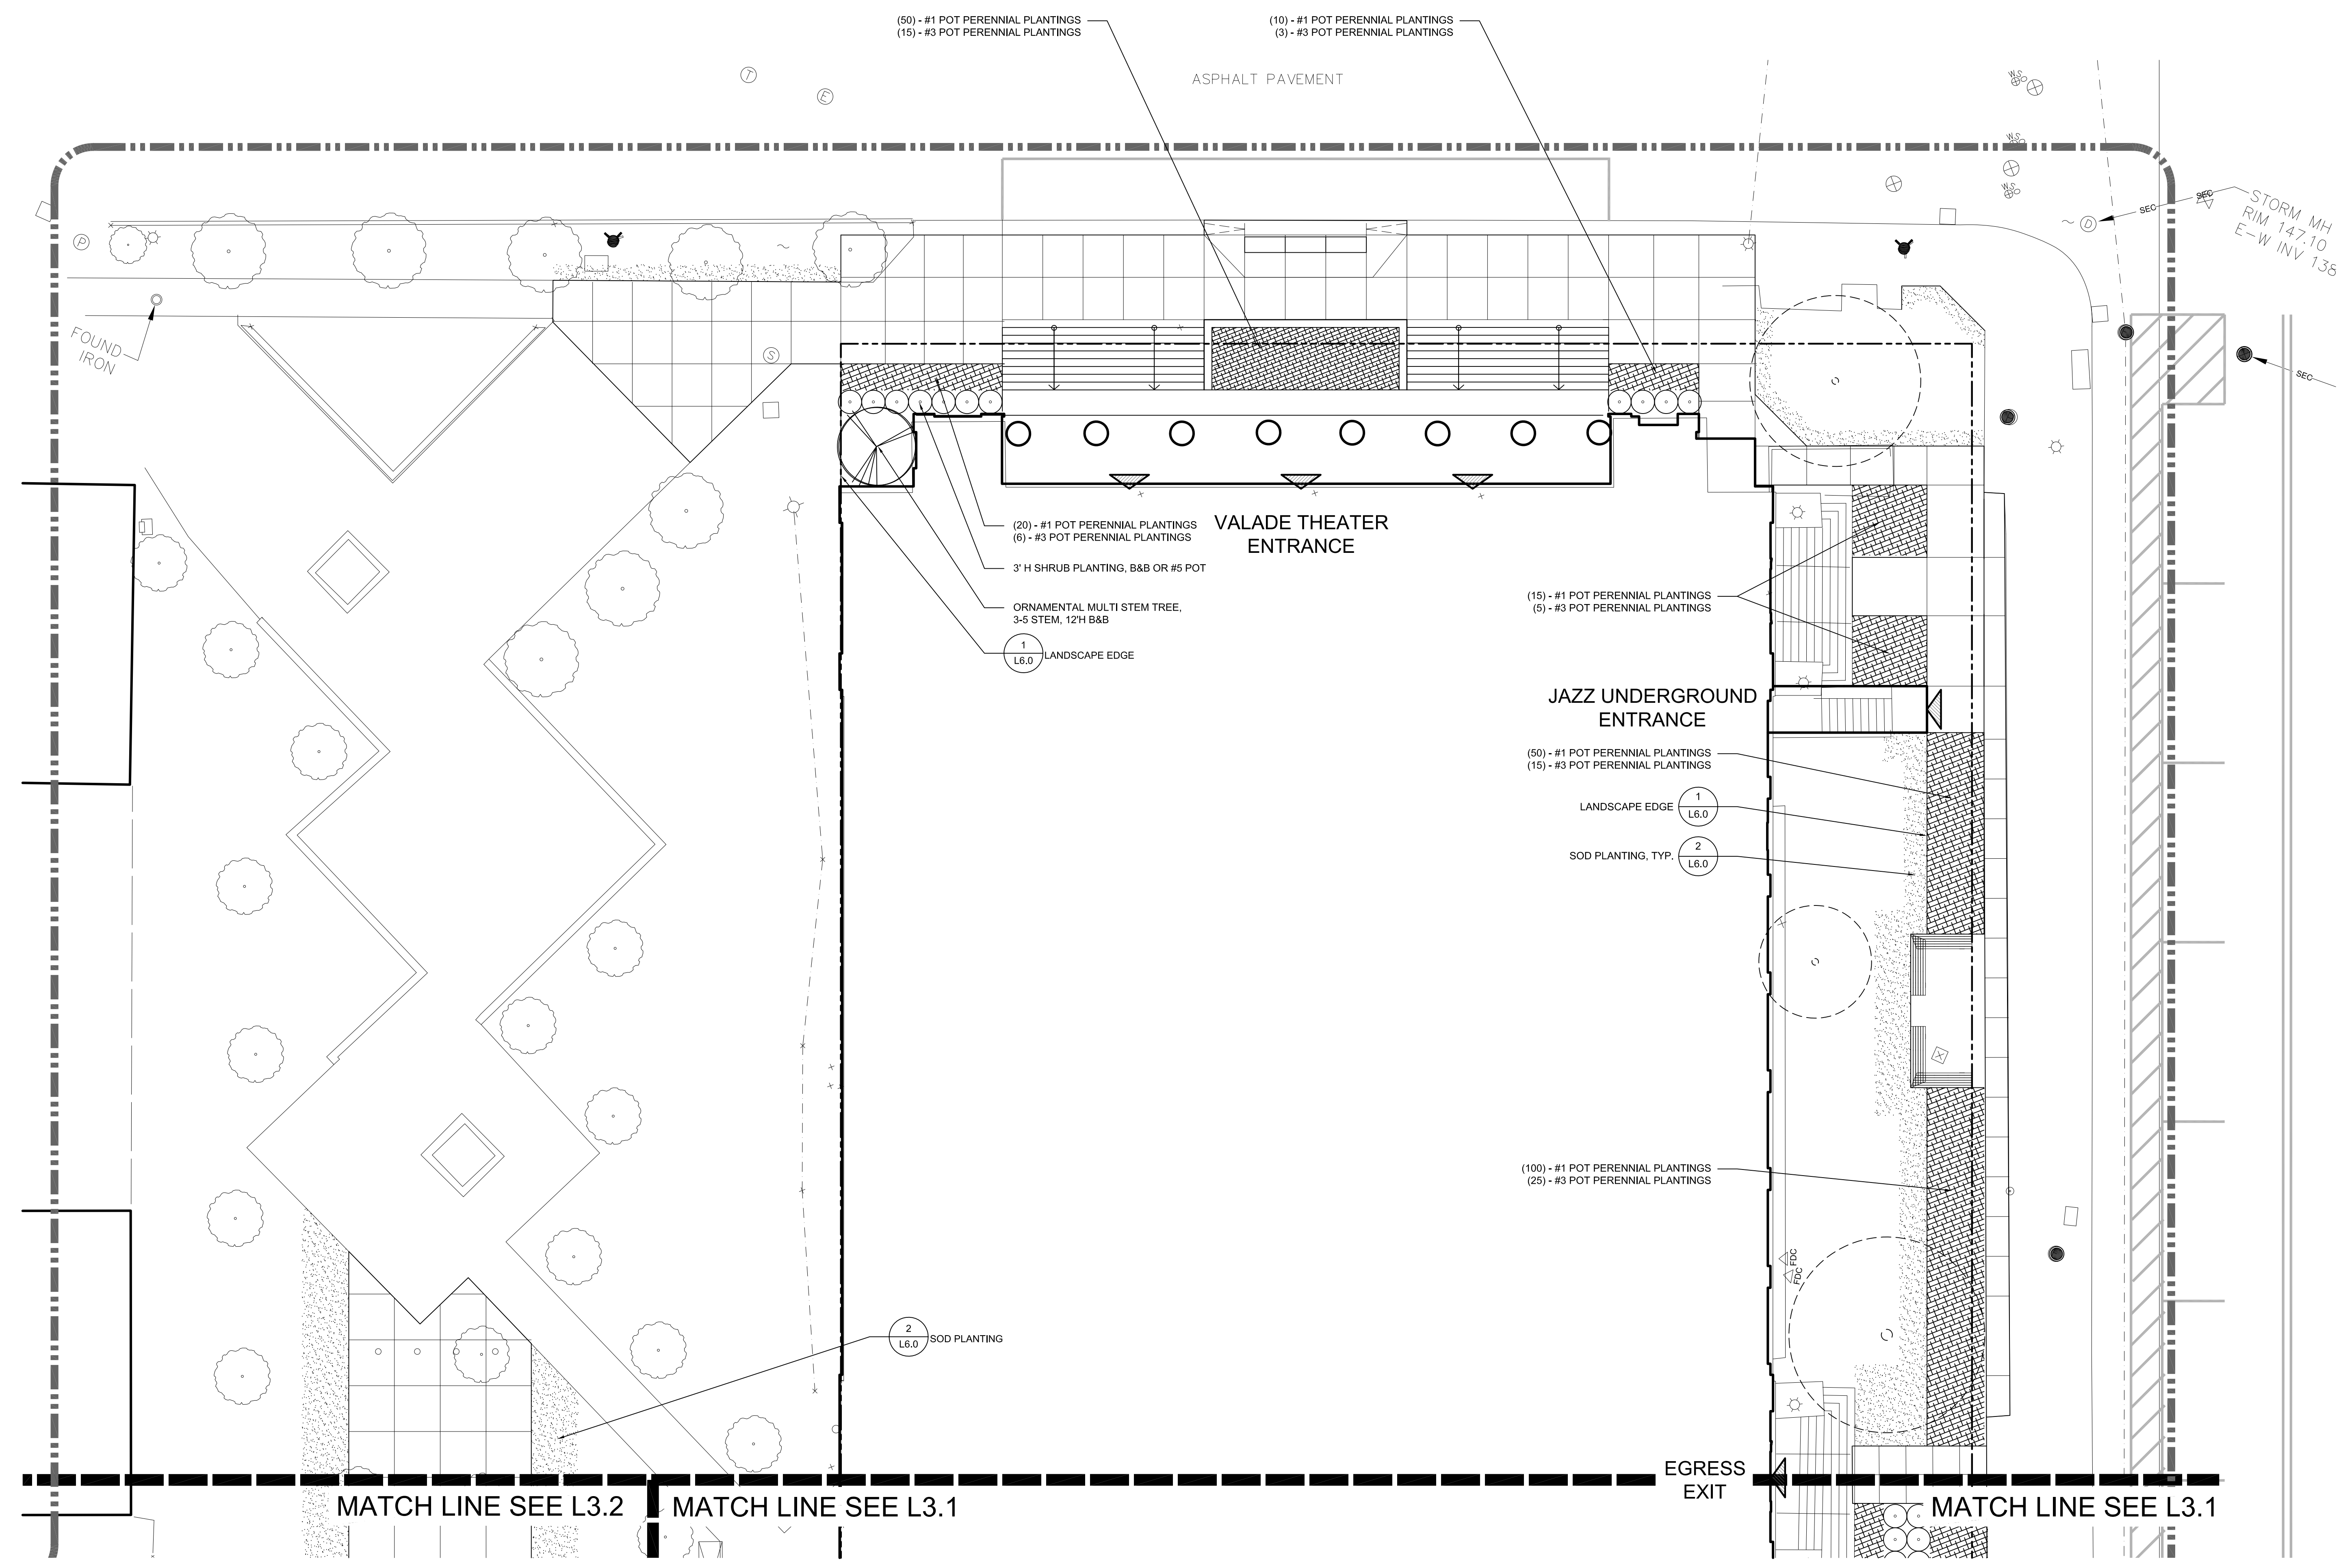 (50) - #1 POT PERENNIAL PLANTINGS
(15) - #3 POT PERENNIAL PLANTINGS
(10) - #1 POT PERENNIAL PLANTINGS
(3) - #3 POT PERENNIAL PLANTINGS
ASPHALT PAVEMENT
T
E
W.S.
W.S.
W.S.
P
D
SEC
SEC
STORM MH
RIM 147.10
E-W INV 138
FOUND
IRON
S
SEC
(20) - #1 POT PERENNIAL PLANTINGS
(6) - #3 POT PERENNIAL PLANTINGS
VALADE THEATER
ENTRANCE
3' H SHRUB PLANTING, B&B OR #5 POT
ORNAMENTAL MULTI STEM TREE,
3-5 STEM, 12'H B&B
1
L6.0
LANDSCAPE EDGE
(15) - #1 POT PERENNIAL PLANTINGS
(5) - #3 POT PERENNIAL PLANTINGS
JAZZ UNDERGROUND
ENTRANCE
(50) - #1 POT PERENNIAL PLANTINGS
(15) - #3 POT PERENNIAL PLANTINGS
LANDSCAPE EDGE
1
L6.0
SOD PLANTING, TYP.
2
L6.0
(100) - #1 POT PERENNIAL PLANTINGS
(25) - #3 POT PERENNIAL PLANTINGS
FDC
FDC
2
L6.0
SOD PLANTING
EGRESS
EXIT
MATCH LINE SEE L3.2
MATCH LINE SEE L3.1
MATCH LINE SEE L3.1